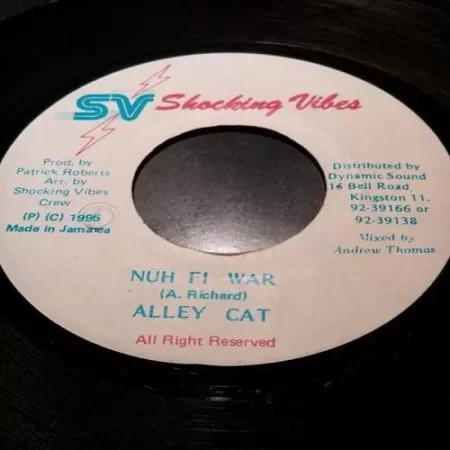 SV Shocking Vibes
Prod. by
Patrick Roberts
Arr. by
Shocking Vibes
Crew
(P) (C) 1995
Made in Jamaica
Distributed by
Dynamic Sound
15 Bell Road,
Kingston 11.
92-39166 or
92-39138
Mixed by
Andrew Thomas
NUH FI WAR
(A. Richard)
ALLEY CAT
All Right Reserved